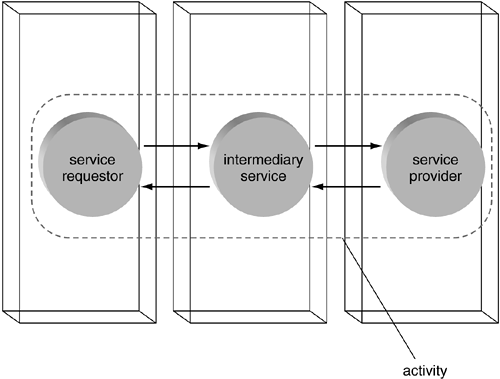 service
requestor
intermediary
service
service
provider
activity